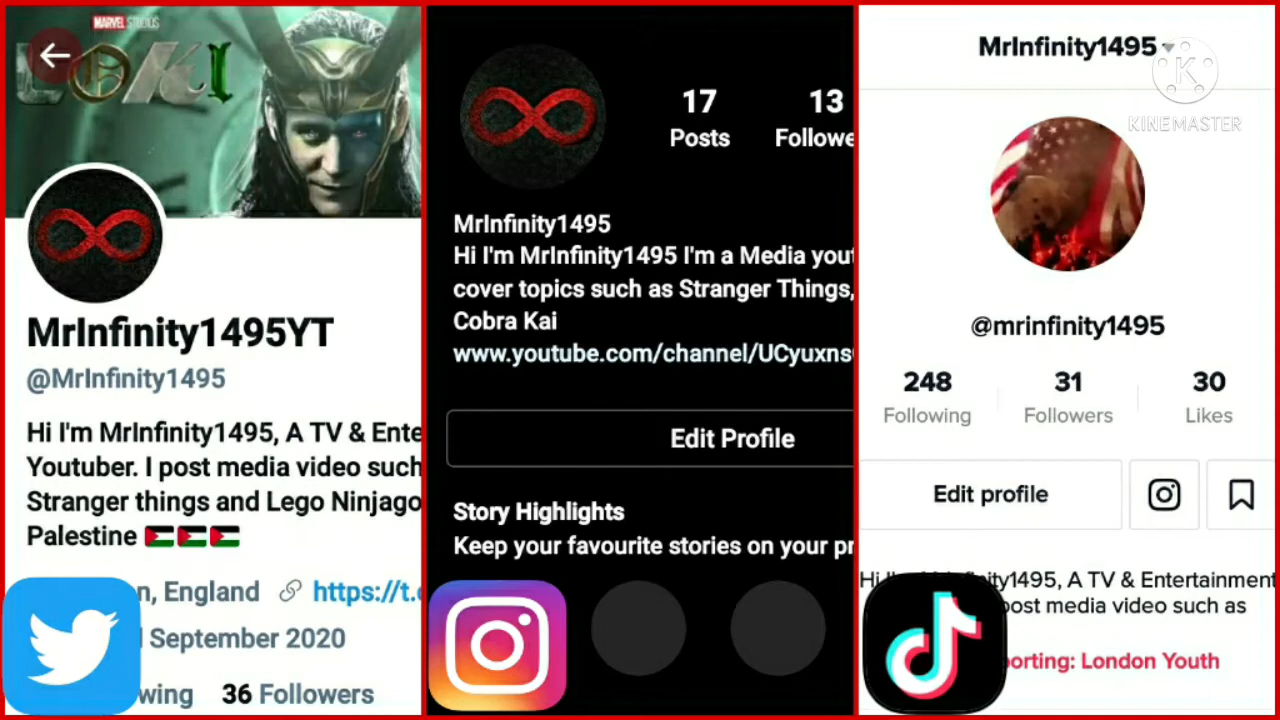 MARVEL STUDIOS
LOKI
MrInfinity1495YT
@MrInfinity1495
Hi I'm MrInfinity1495, A TV & Ente
Youtuber. I post media video such
Stranger things and Lego Ninjago
Palestine 🇵🇸🇵🇸🇵🇸
n, England https://t.c
September 2020
wing 36 Followers
17 13
Posts Followe
MrInfinity1495
Hi I'm MrInfinity1495 I'm a Media yout
cover topics such as Stranger Things,
Cobra Kai
www.youtube.com/channel/UCyuxns
Edit Profile
Story Highlights
Keep your favourite stories on your pr
MrInfinity1495
K
KINEMASTER
@mrinfinity1495
248 31 30
Following Followers Likes
Edit profile
Hi I'm MrInfinity1495, A TV & Entertainment
post media video such as
porting: London Youth